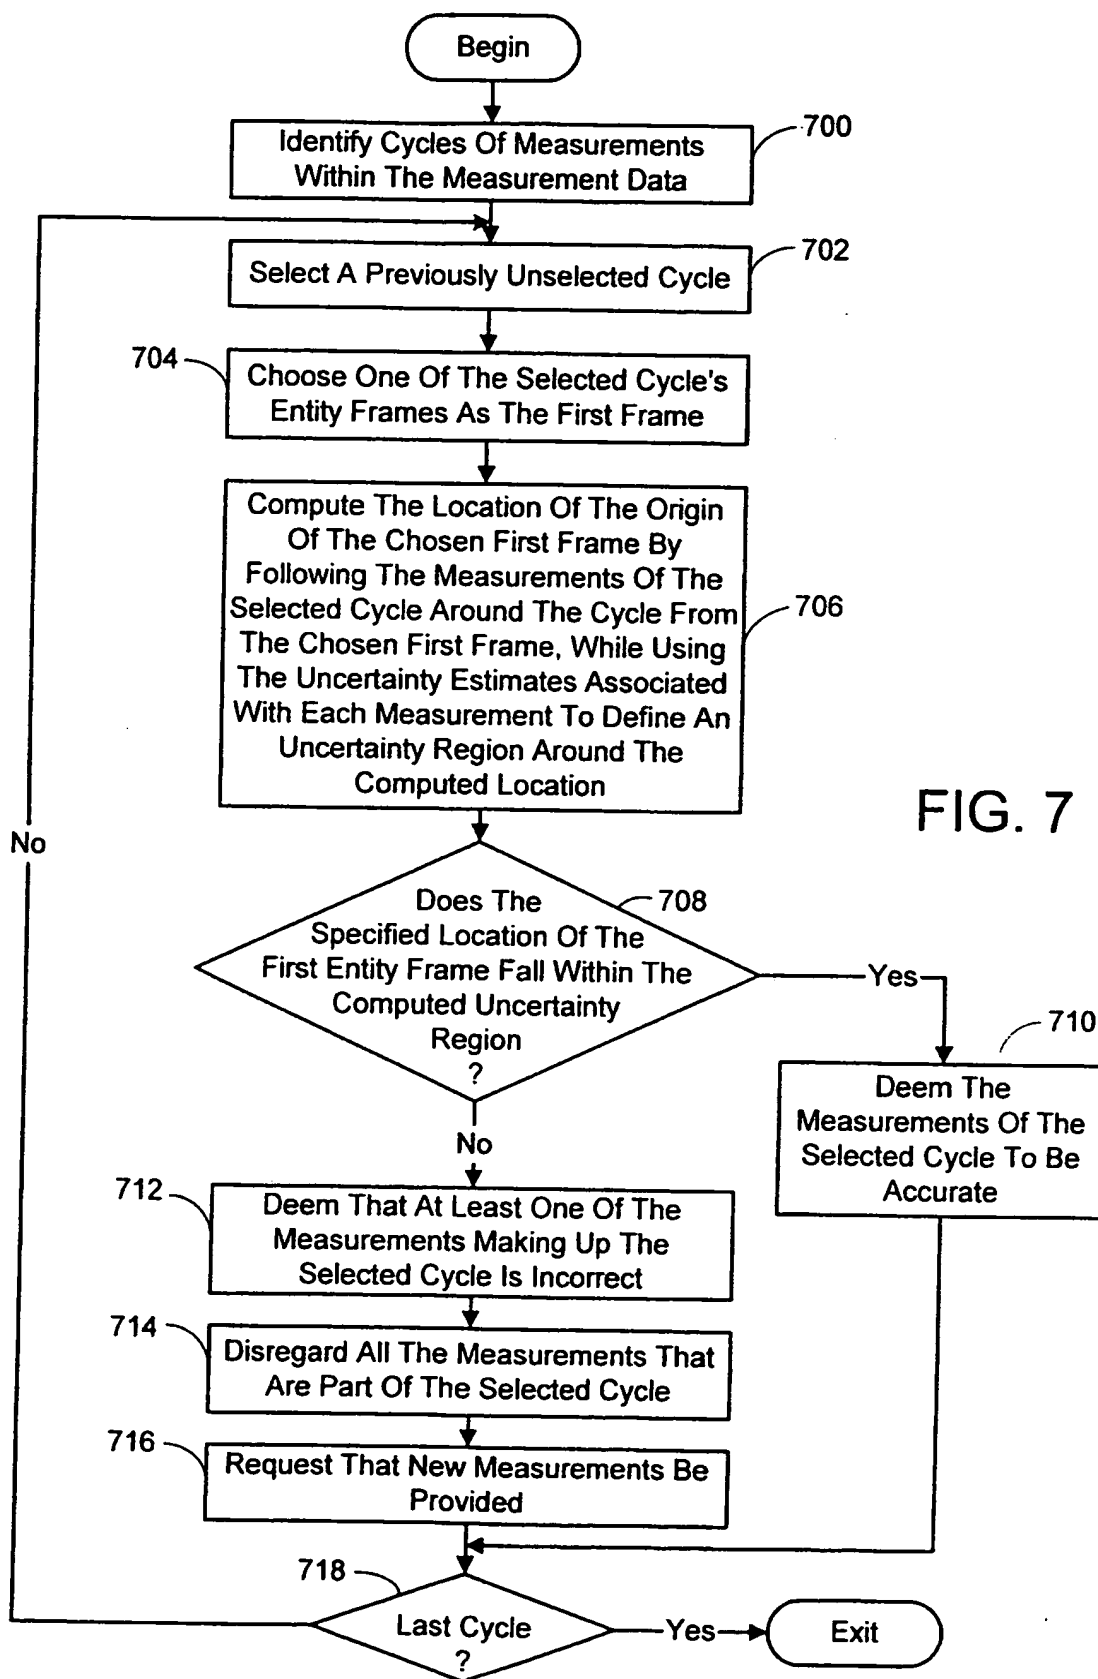 Begin
700
Identify Cycles Of Measurements
Within The Measurement Data
702
Select A Previously Unselected Cycle
704
Choose One Of The Selected Cycle's
Entity Frames As The First Frame
706
Compute The Location Of The Origin
Of The Chosen First Frame By
Following The Measurements Of The
Selected Cycle Around The Cycle From
The Chosen First Frame, While Using
The Uncertainty Estimates Associated
With Each Measurement To Define An
Uncertainty Region Around The
Computed Location
FIG. 7
No
708
Does The
Specified Location Of The
First Entity Frame Fall Within The
Computed Uncertainty
Region
?
Yes
710
Deem The
Measurements Of The
Selected Cycle To Be
Accurate
No
712
Deem That At Least One Of The
Measurements Making Up The
Selected Cycle Is Incorrect
714
Disregard All The Measurements That
Are Part Of The Selected Cycle
716
Request That New Measurements Be
Provided
718
Last Cycle
?
Yes
Exit